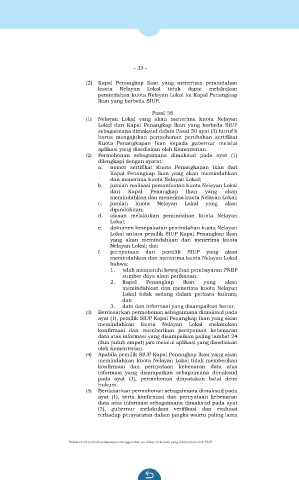 - 23 -
(2) Kapal Penangkap Ikan yang menerima pemindahan
kuota Nelayan Lokal tidak dapat melakukan
pemindahan kuota Nelayan Lokal ke Kapal Penangkap
Ikan yang berbeda SIUP.
Pasal 56
(1) Nelayan Lokal yang akan menerima kuota Nelayan
Lokal dari Kapal Penangkap Ikan yang berbeda SIUP
sebagaimana dimaksud dalam Pasal 50 ayat (3) huruf b
harus mengajukan permohonan perubahan sertifikat
Kuota Penangkapan Ikan kepada gubernur melalui
aplikasi yang disediakan oleh Kementerian.
(2) Permohonan sebagaimana dimaksud pada ayat (1)
dilengkapi dengan syarat:
a. nomor sertifikat Kuota Penangkapan Ikan dari
Kapal Penangkap Ikan yang akan memindahkan
dan menerima kuota Nelayan Lokal;
b. jumlah realisasi pemanfaatan kuota Nelayan Lokal
dari Kapal Penangkap Ikan yang akan
memindahkan dan menerima kuota Nelayan Lokal;
c. jumlah kuota Nelayan Lokal yang akan
dipindahkan;
d. alasan melakukan pemindahan kuota Nelayan
Lokal;
e. dokumen kesepakatan pemindahan kuota Nelayan
Lokal antara pemilik SIUP Kapal Penangkap Ikan
yang akan memindahkan dan menerima kuota
Nelayan Lokal; dan
f. pernyataan dari pemilik SIUP yang akan
memindahkan dan menerima kuota Nelayan Lokal
bahwa:
1. telah memenuhi kewajiban pembayaran PNBP
sumber daya alam perikanan;
2. Kapal Penangkap Ikan yang akan
memindahkan dan menerima kuota Nelayan
Lokal tidak sedang dalam perkara hukum;
dan
3. data dan informasi yang disampaikan benar.
(3) Berdasarkan permohonan sebagaimana dimaksud pada
ayat (1), pemilik SIUP Kapal Penangkap Ikan yang akan
memindahkan kuota Nelayan Lokal melakukan
konfirmasi dan memberikan pernyataan kebenaran
data atas informasi yang disampaikan paling lambat 24
(dua puluh empat) jam melalui aplikasi yang disediakan
oleh Kementerian.
(4) Apabila pemilik SIUP Kapal Penangkap Ikan yang akan
memindahkan kuota Nelayan Lokal tidak memberikan
konfirmasi dan pernyataan kebenaran data atas
informasi yang disampaikan sebagaimana dimaksud
pada ayat (3), permohonan dinyatakan batal demi
hukum.
(5) Berdasarkan permohonan sebagaimana dimaksud pada
ayat (1), serta konfirmasi dan pernyataan kebenaran
data atas informasi sebagaimana dimaksud pada ayat
(3), gubernur melakukan verifikasi dan evaluasi
terhadap persyaratan dalam jangka waktu paling lama